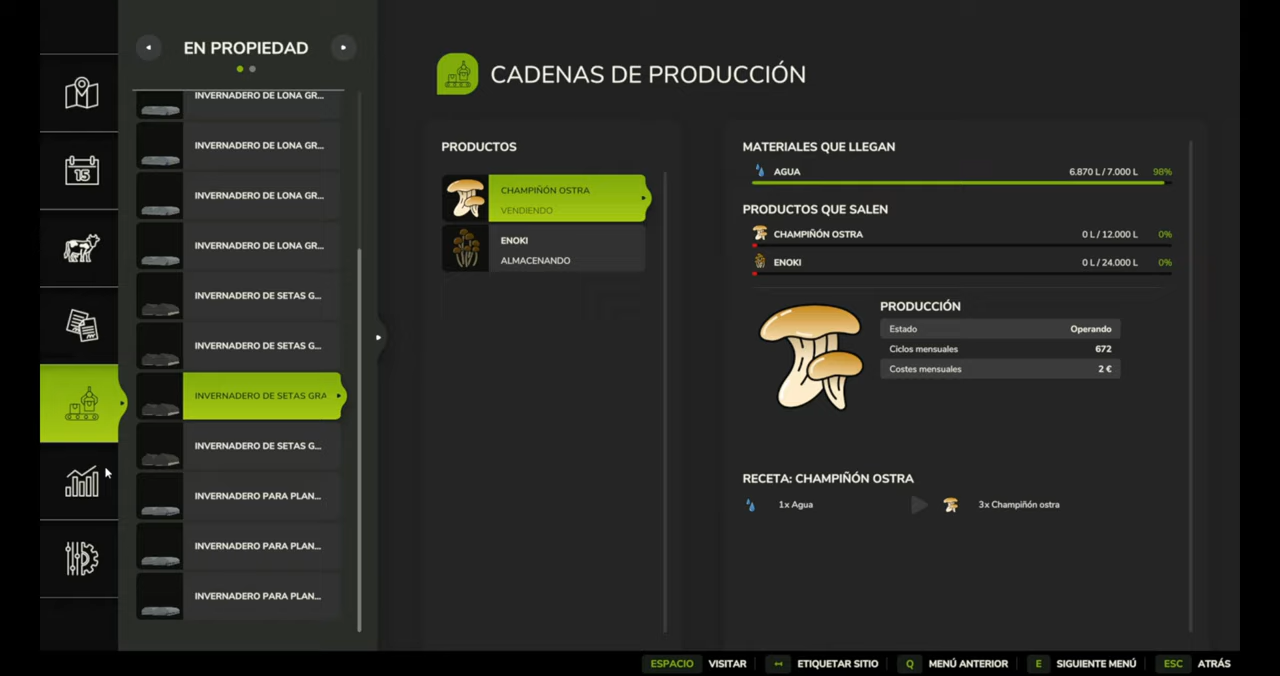 EN PROPIEDAD
15
INVERNADERO DE LONA GR...
INVERNADERO DE LONA GR...
INVERNADERO DE LONA GR...
INVERNADERO DE LONA GR...
INVERNADERO DE SETAS G...
INVERNADERO DE SETAS G...
INVERNADERO DE SETAS GRA
INVERNADERO DE SETAS G...
INVERNADERO PARA PLAN...
INVERNADERO PARA PLAN...
INVERNADERO PARA PLAN...
CADENAS DE PRODUCCIÓN
PRODUCTOS
CHAMPIÑÓN OSTRA
VENDIENDO
ENOKI
ALMACENANDO
MATERIALES QUE LLEGAN
AGUA 6.870 L / 7.000 L 98%
PRODUCTOS QUE SALEN
CHAMPIÑÓN OSTRA 0 L / 12.000 L 0%
ENOKI 0 L / 24.000 L 0%
PRODUCCIÓN
Estado Operando
Ciclos mensuales 672
Costes mensuales 2 €
RECETA: CHAMPIÑÓN OSTRA
1x Agua 3x Champiñón ostra
ESPACIO VISITAR ETIQUETAR SITIO Q MENÚ ANTERIOR E SIGUIENTE MENÚ ESC ATRÁS